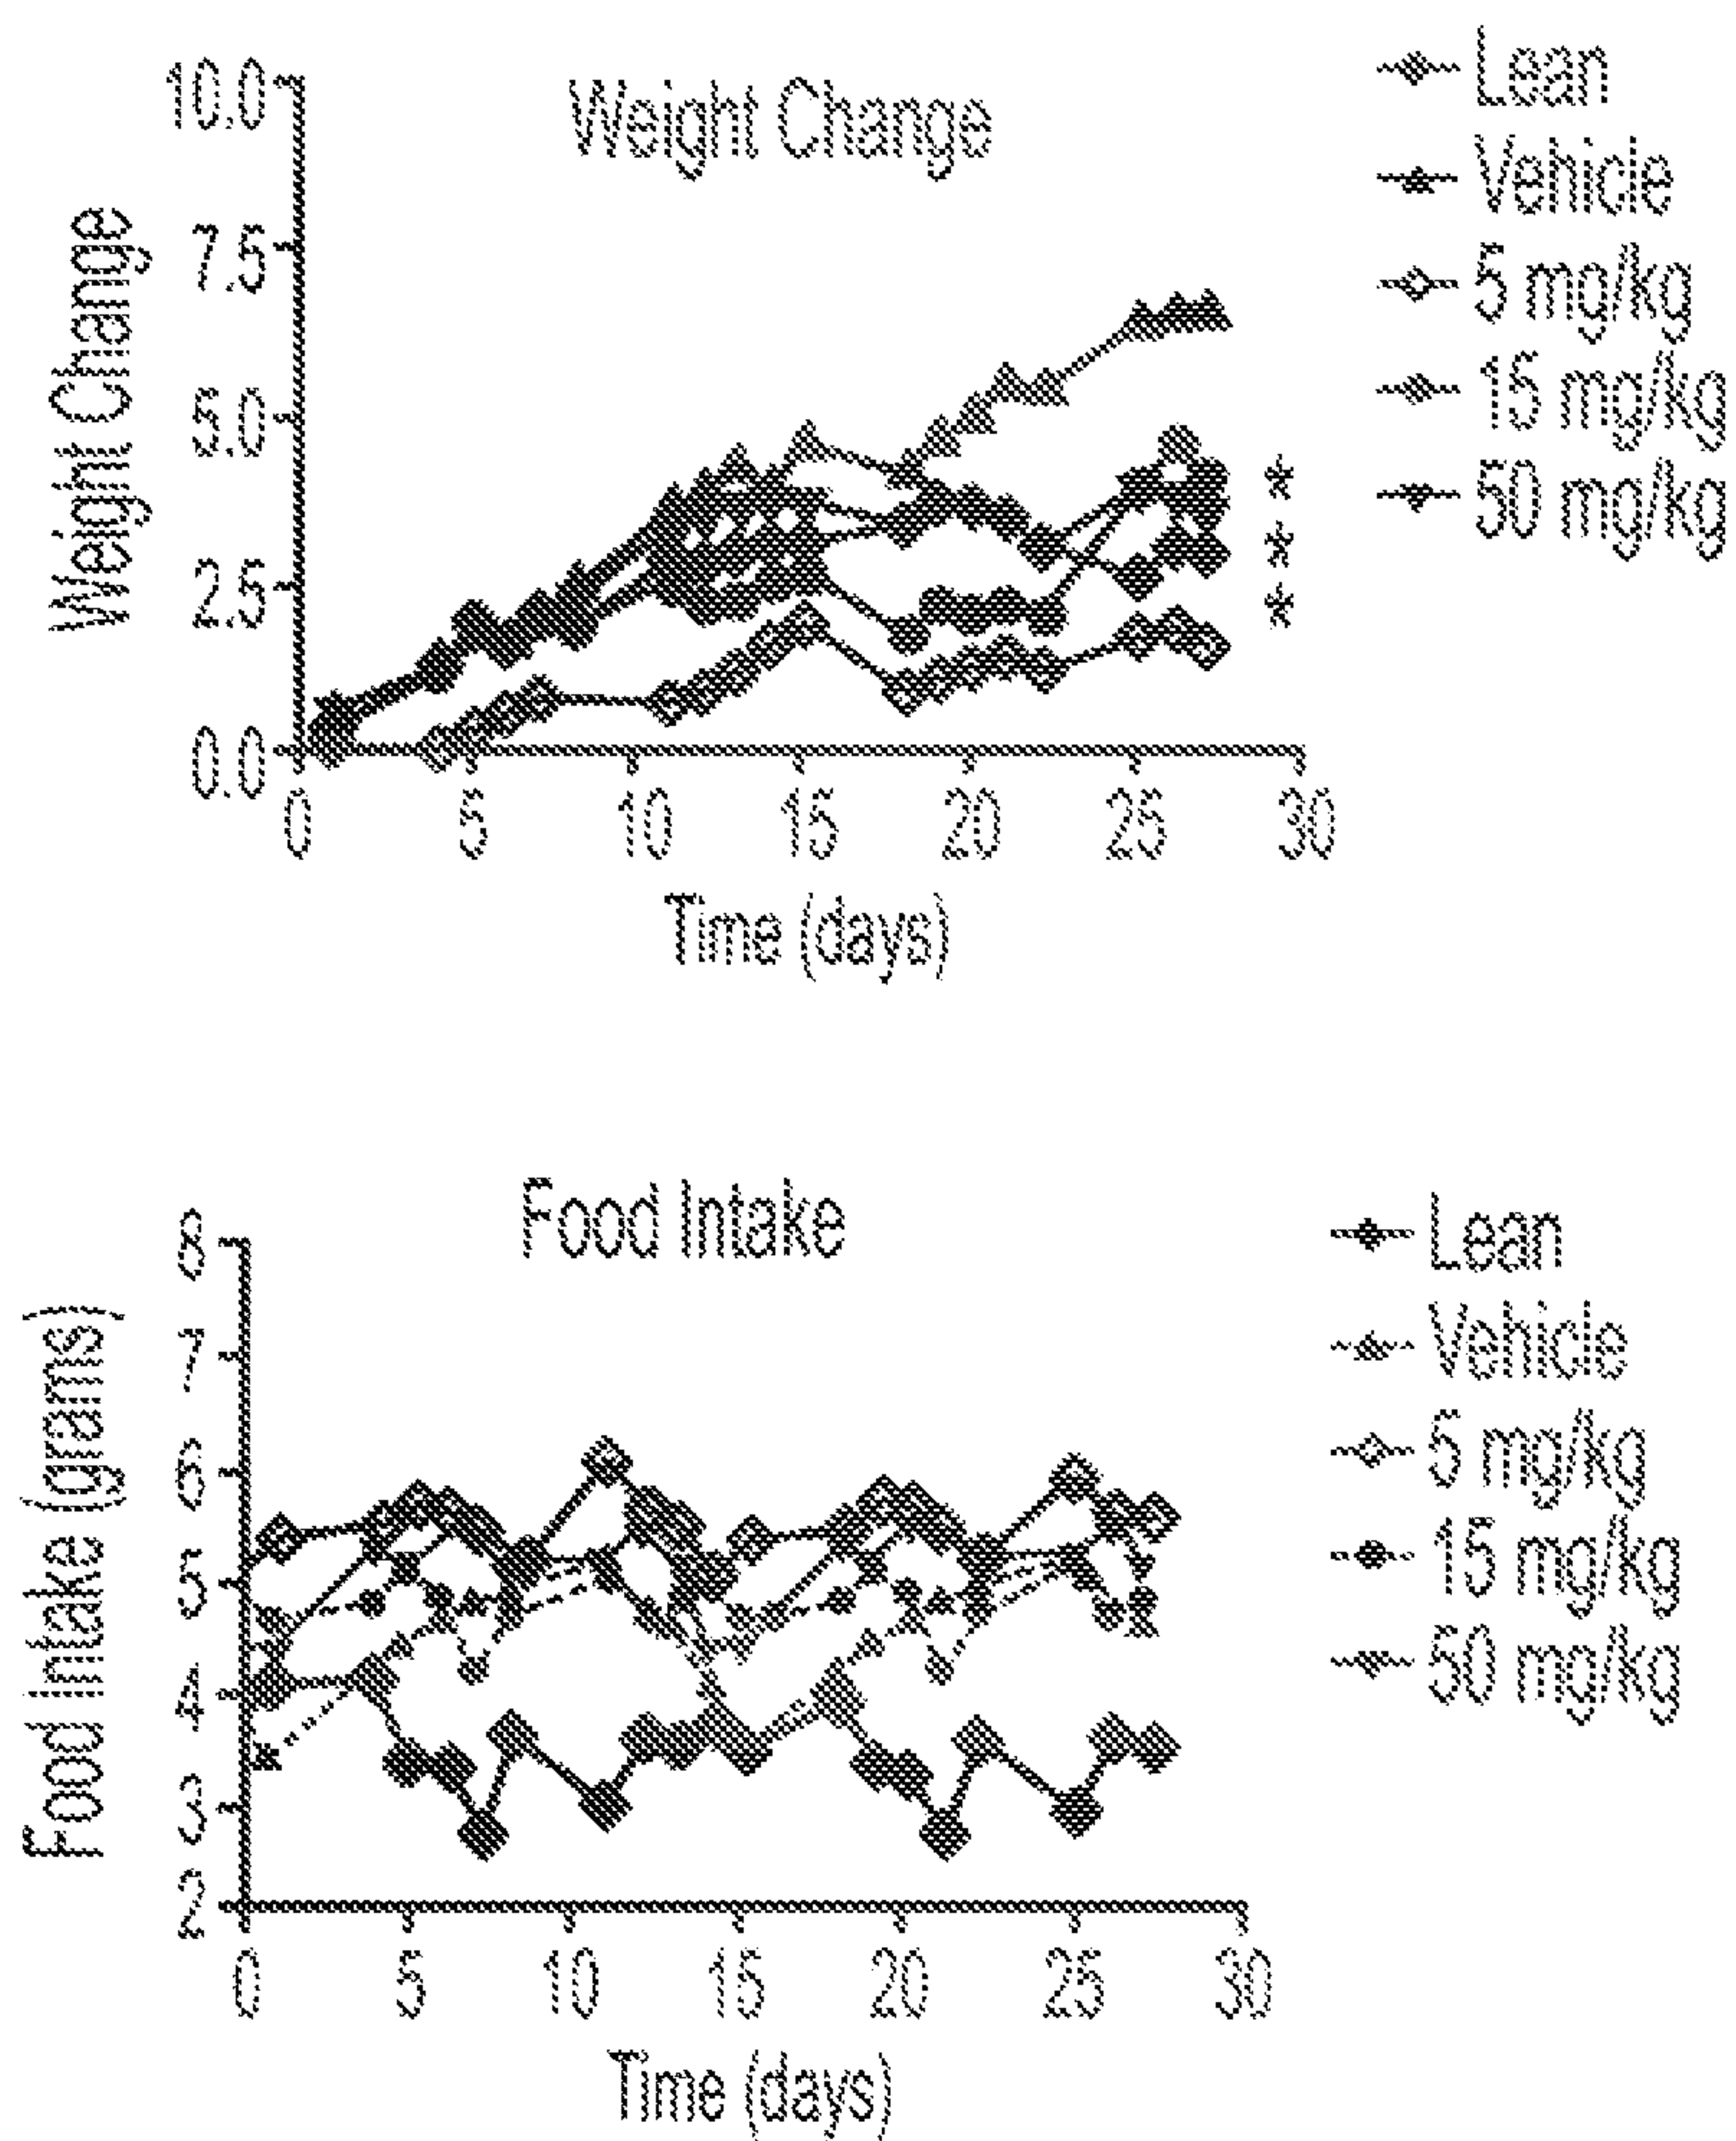 Weight Change
Weight Change
10.0
7.5
5.0
2.5
0.0
0 5 10 15 20 25 30
Time (days)
Lean
Vehicle
5 mg/kg
15 mg/kg
50 mg/kg
*
*
*
Food Intake
Food Intake (grams)
8
7
6
5
4
3
2
0 5 10 15 20 25 30
Time (days)
Lean
Vehicle
5 mg/kg
15 mg/kg
50 mg/kg